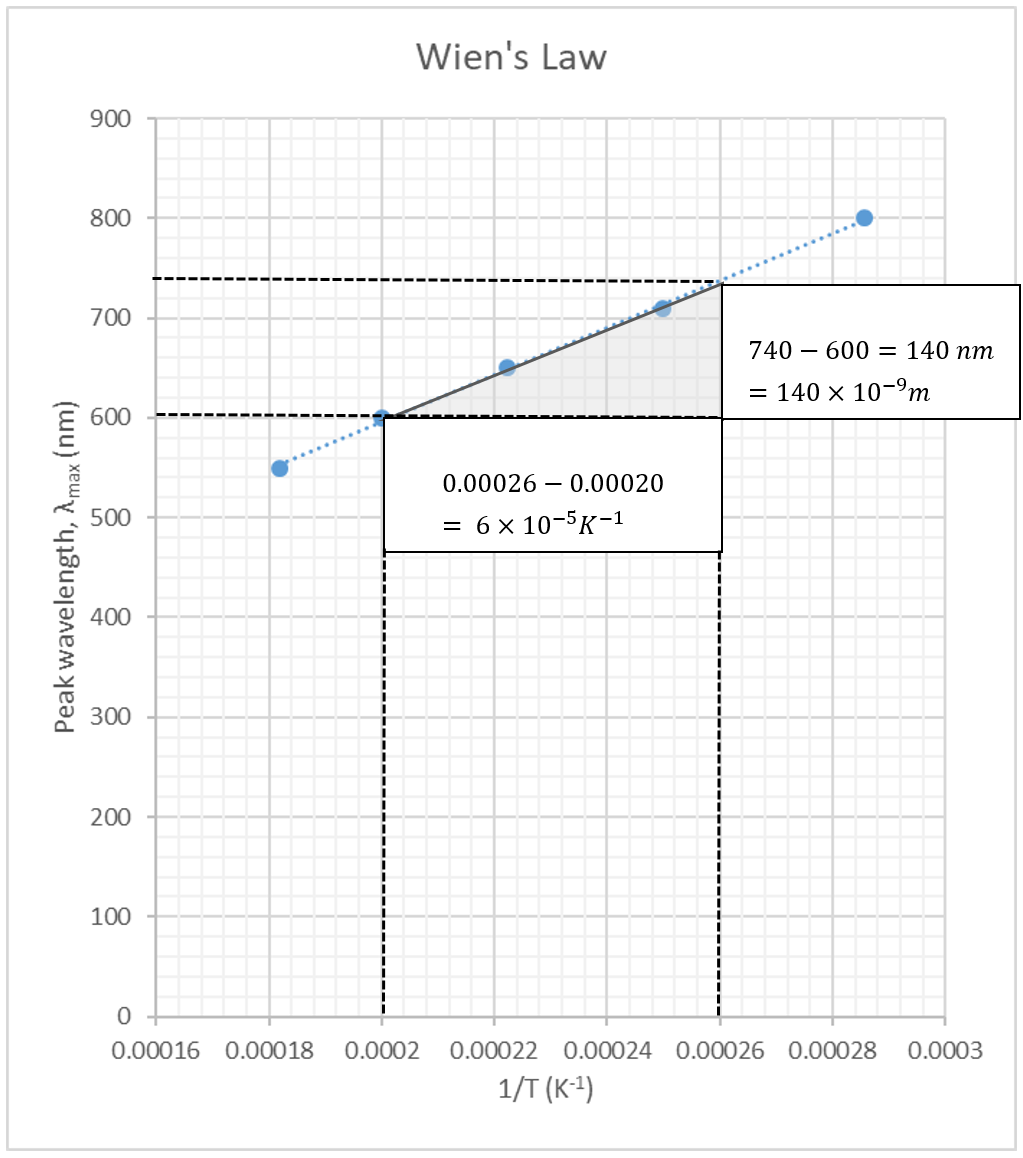 Wien's Law
900
800
700
600
500
400
300
200
100
0
Peak wavelength, λmax (nm)
740 − 600 = 140 nm
= 140 × 10⁻⁹m
0.00026 − 0.00020
= 6 × 10⁻⁵K⁻¹
0.00016 0.00018 0.0002 0.00022 0.00024 0.00026 0.00028 0.0003
1/T (K⁻¹)